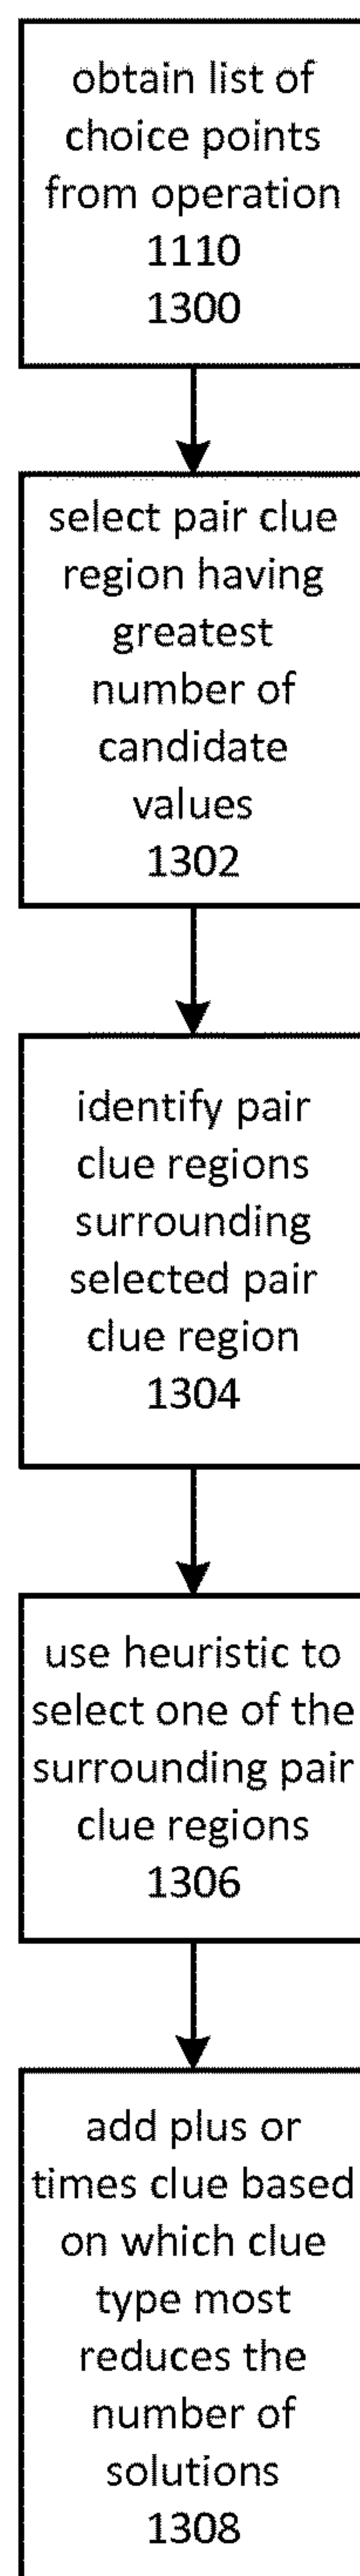 obtain list of
choice points
from operation
1110
1300
select pair clue
region having
greatest
number of
candidate
values
1302
identify pair
clue regions
surrounding
selected pair
clue region
1304
use heuristic to
select one of the
surrounding pair
clue regions
1306
add plus or
times clue based
on which clue
type most
reduces the
number of
solutions
1308